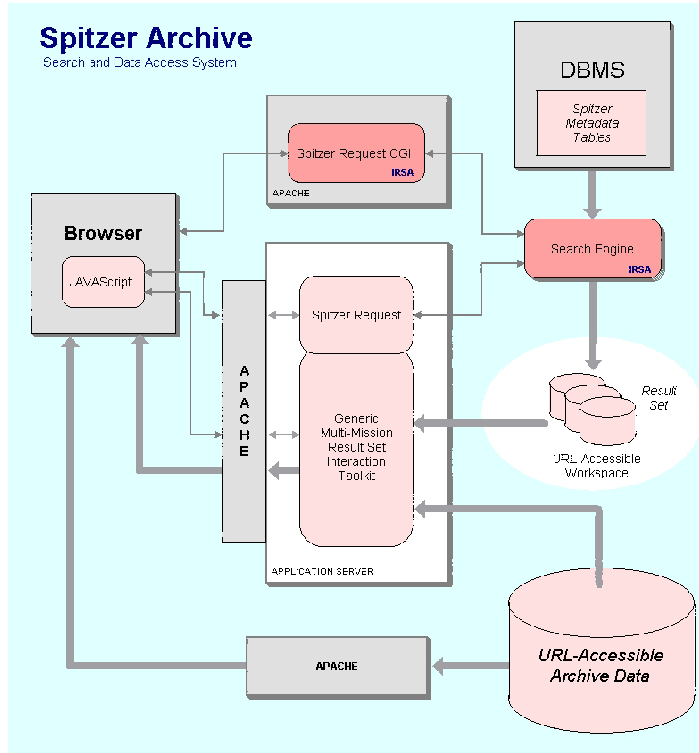 Spitzer Archive
Search and Data Access System
DBMS
Spitzer
Metadata
Tables
Spitzer Request CGI
IRSA
APACHE
Browser
JAVAScript
Search Engine
IRSA
APACHE
Spitzer Request
Generic
Multi-Mission
Result Set
Interaction
Toolkit
APPLICATION SERVER
Result
Set
URL Accessible
Workspace
APACHE
URL-Accessible
Archive Data